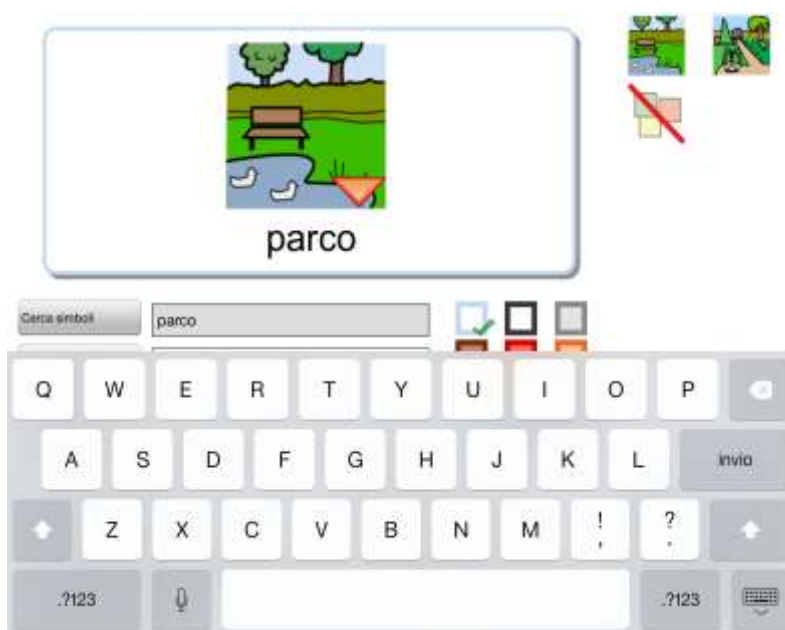 parco
Cerca simboli
parco
Q W E R T Y U I O P
A S D F G H J K L invio
Z X C V B N M ! , ? .
.?123 .?123